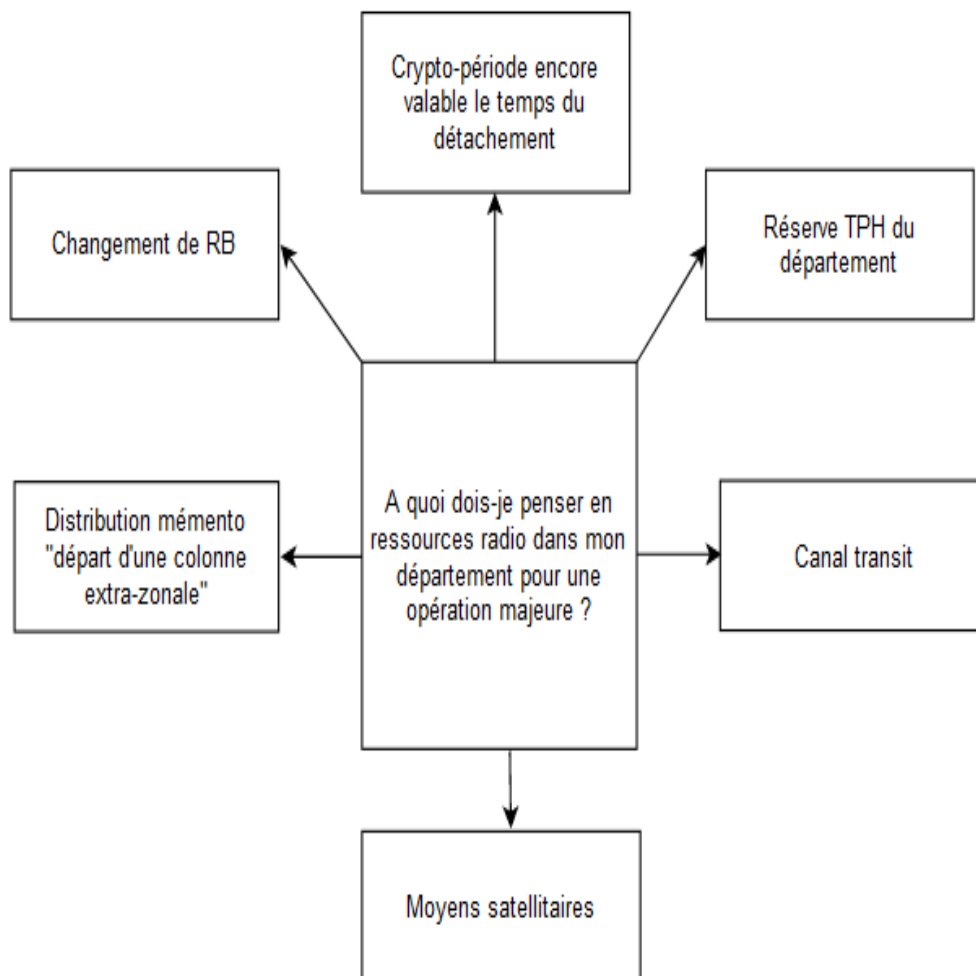 Crypto-période encore
valable le temps du
détachement
Changement de RB
Réserve TPH du
département
A quoi dois-je penser en
ressources radio dans mon
département pour une
opération majeure ?
Distribution mémento
"départ d'une colonne
extra-zonale"
Canal transit
Moyens satellitaires